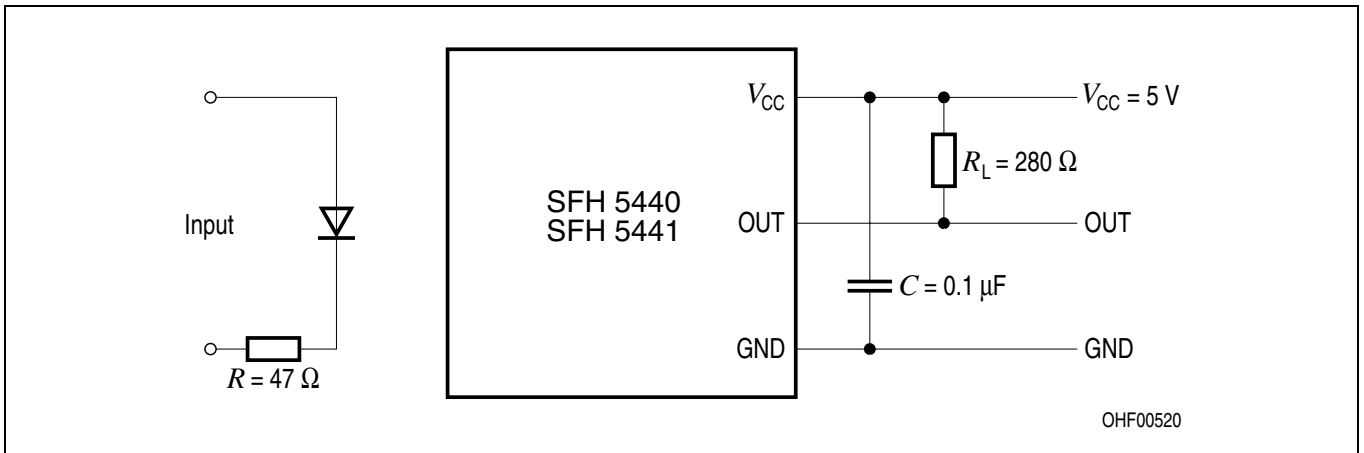 V_CC
V_CC = 5 V
R_L = 280 Ω
SFH 5440
SFH 5441
Input
OUT
OUT
C = 0.1 μF
GND
GND
R = 47 Ω
OHF00520